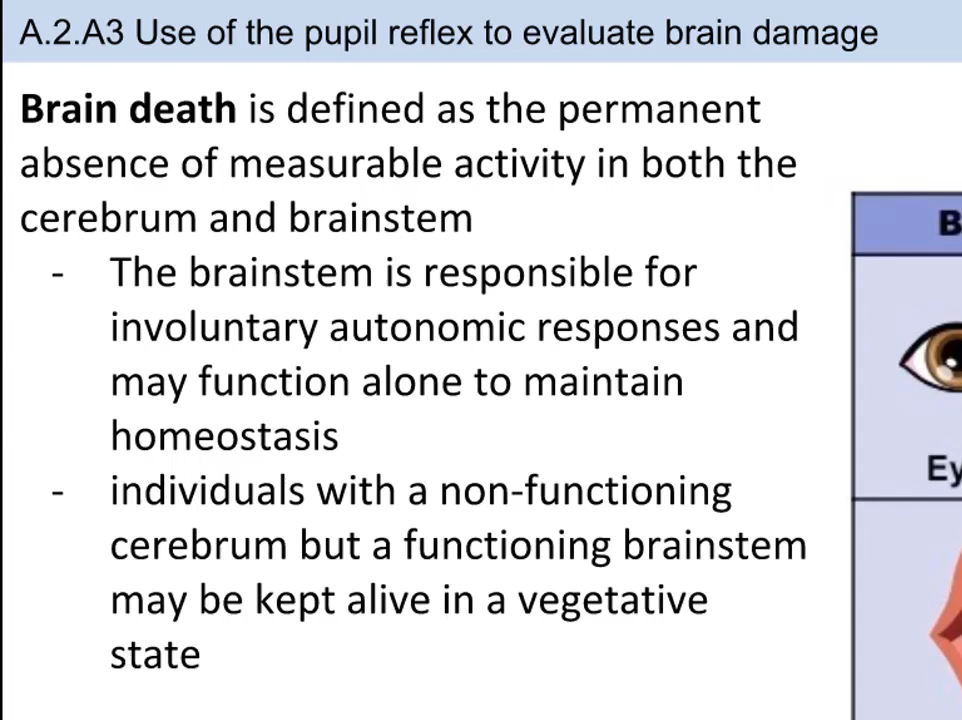 A.2.A3 Use of the pupil reflex to evaluate brain damage
Brain death is defined as the permanent
absence of measurable activity in both the
cerebrum and brainstem
- The brainstem is responsible for
involuntary autonomic responses and
may function alone to maintain
homeostasis
- individuals with a non-functioning
cerebrum but a functioning brainstem
may be kept alive in a vegetative
state
B
Ey